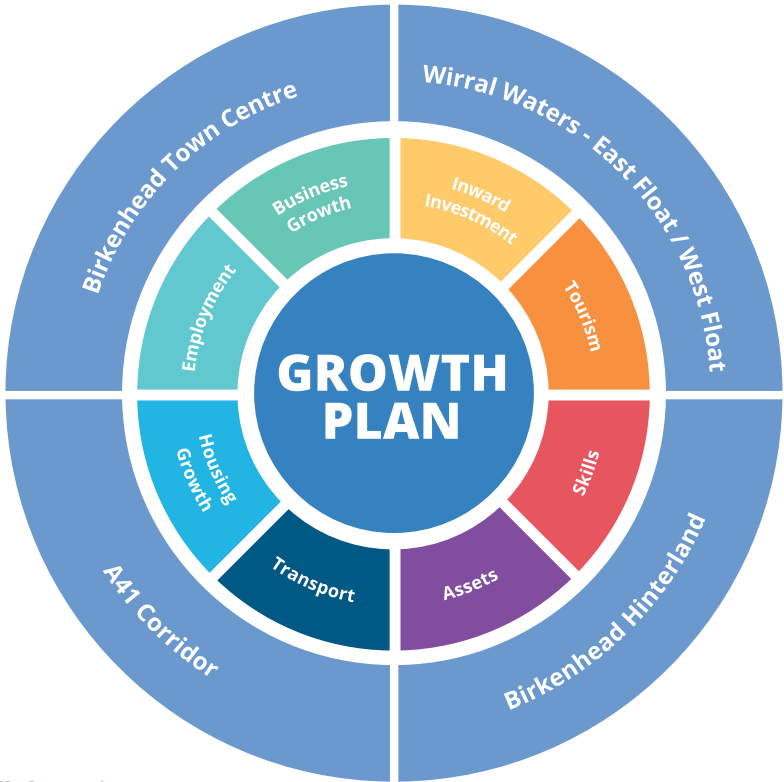 Birkenhead Town Centre
Wirral Waters - East Float / West Float
Business
Growth
Inward
Investment
Employment
Tourism
GROWTH
PLAN
Housing
Growth
Skills
Transport
Assets
A41 Corridor
Birkenhead Hinterland